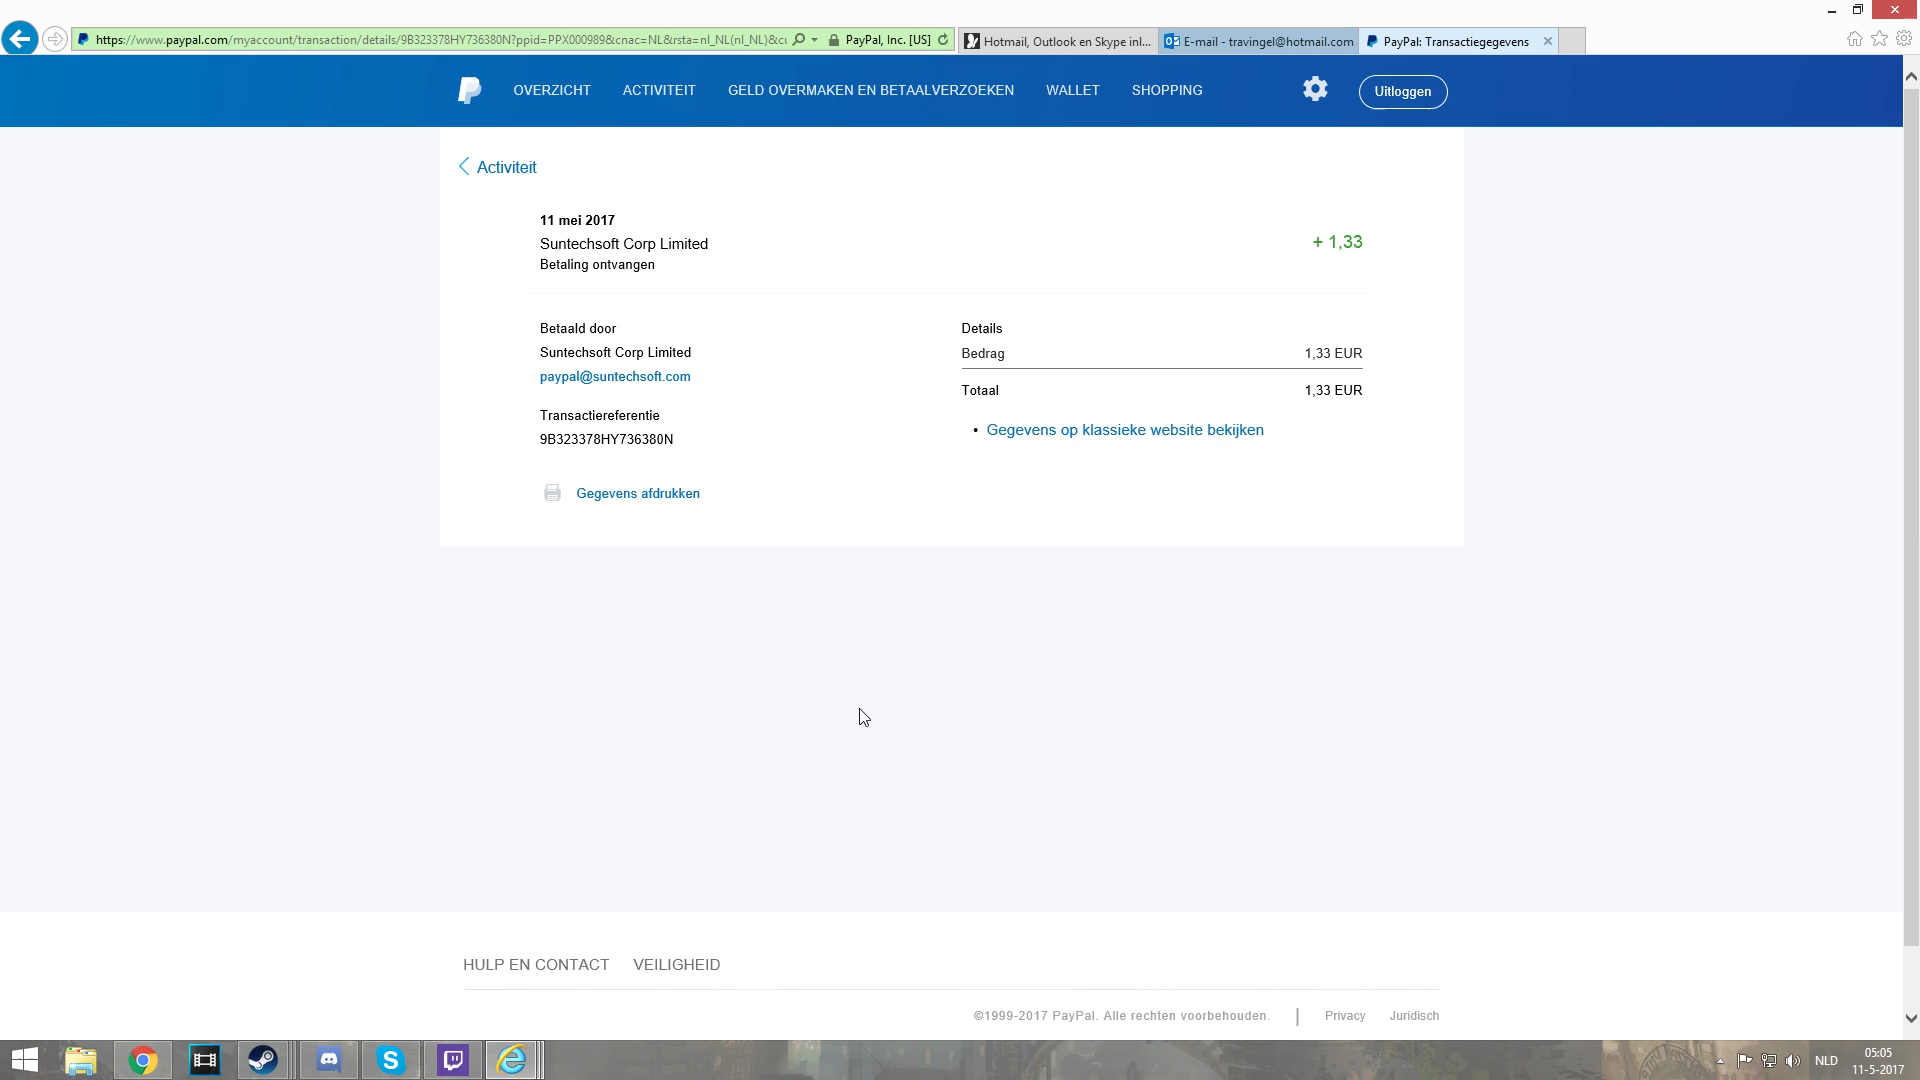 https://www.paypal.com/myaccount/transaction/details/9B323378HY736380N?ppid=PPX000989&cnac=NL&rsta=nl_NL(nl_NL)&cu
PayPal, Inc. [US]
Hotmail, Outlook en Skype inl...
E-mail - travingel@hotmail.com
PayPal: Transactiegegevens
OVERZICHT
ACTIVITEIT
GELD OVERMAKEN EN BETAALVERZOEKEN
WALLET
SHOPPING
Uitloggen
Activiteit
11 mei 2017
Suntechsoft Corp Limited
+ 1,33
Betaling ontvangen
Betaald door
Suntechsoft Corp Limited
paypal@suntechsoft.com
Transactiereferentie
9B323378HY736380N
Gegevens afdrukken
Details
Bedrag 1,33 EUR
Totaal 1,33 EUR
• Gegevens op klassieke website bekijken
HULP EN CONTACT
VEILIGHEID
©1999-2017 PayPal. Alle rechten voorbehouden.
Privacy
Juridisch
NLD
05:05
11-5-2017